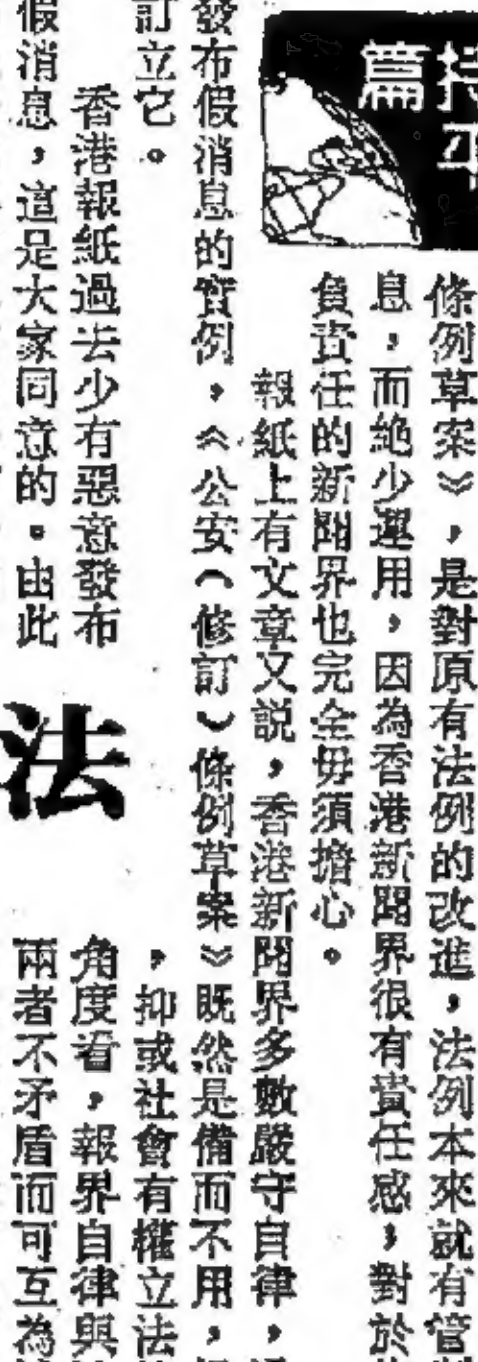 持平
篇
條例草案》，是對原有法例的改進，法例本來就有管
息，而絶少運用，因為香港新聞界很有責任感，對於
負責任的新聞界也完全毋須擔心。
報紙上有文章又説，香港新聞界多數嚴守自律，
發布假消息的實例，《公安（修訂）條例草案》既然是備而不用，
訂立它。
，抑或社會有權立法
香港報紙過去少有惡意發布
角度看，報界自律與
假消息，這是大家同意的。由此
兩者不矛盾而可互為
法